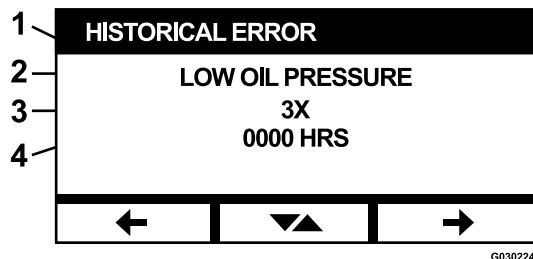 1 HISTORICAL ERROR
2 LOW OIL PRESSURE
3 3X
4 0000 HRS
G030224